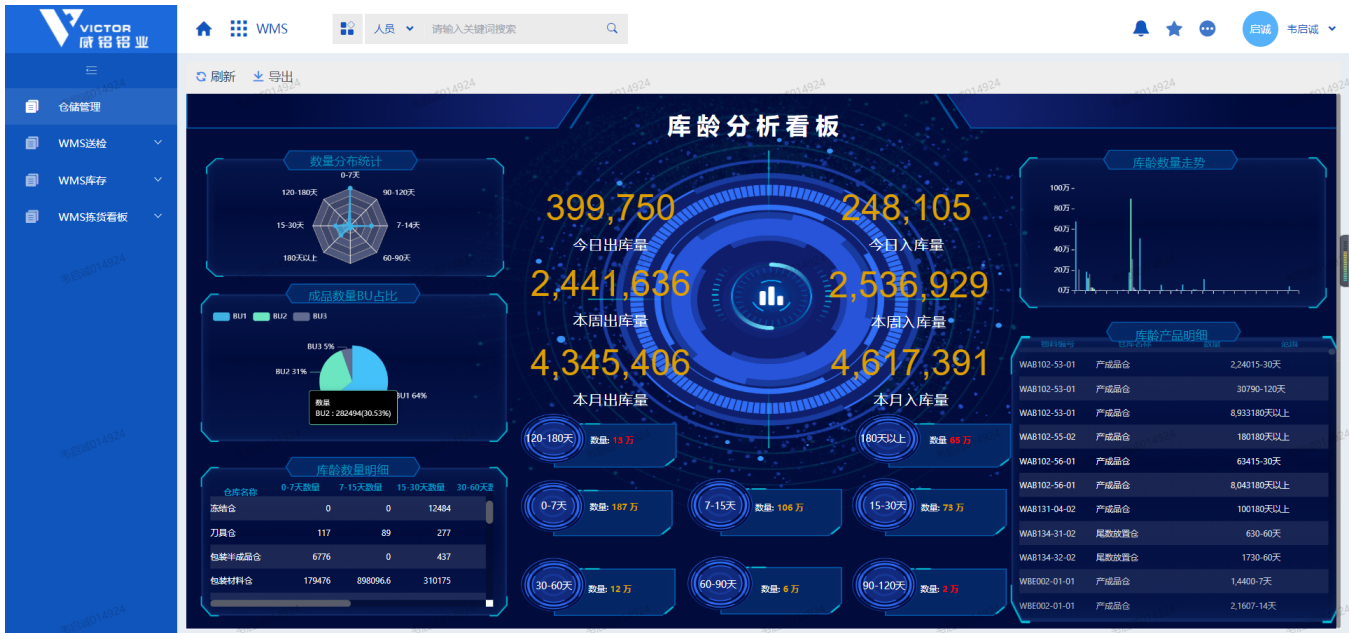 VICTOR
威铝铝业
WMS
人员
请输入关键词搜索
启诚
韦启诚
刷新
导出
仓储管理
WMS送检
WMS库存
WMS拣货看板
库龄分析看板
数量分布统计
0-7天
120-180天
90-120天
15-30天
7-14天
180天以上
60-90天
成品数量BU占比
BU1 BU2 BU3
BU3 5%
BU2 31%
BU1 64%
数量
BU2 : 282494(30.53%)
库龄数量明细
仓库名称 0-7天数量 7-15天数量 15-30天数量 30-60天数
冻结仓 0 0 12484
刀具仓 117 89 277
包装半成品仓 6776 0 437
包装材料仓 179476 898096.6 310175
399,750
今日出库量
248,105
今日入库量
2,441,636
本周出库量
2,536,929
本周入库量
4,345,406
本月出库量
4,617,391
本月入库量
120-180天 数量: 13 万
180天以上 数量: 65 万
0-7天 数量: 187 万
7-15天 数量: 106 万
15-30天 数量: 73 万
30-60天 数量: 12 万
60-90天 数量: 6 万
90-120天 数量: 2 万
库龄数量走势
100万
80万
60万
40万
20万
0万
库龄产品明细
物料编号 仓库名称 数量 范围
WAB102-53-01 产成品仓 2,24015-30天
WAB102-53-01 产成品仓 30790-120天
WAB102-53-01 产成品仓 8,933180天以上
WAB102-55-02 产成品仓 180180天以上
WAB102-56-01 产成品仓 63415-30天
WAB102-56-01 产成品仓 8,043180天以上
WAB131-04-02 产成品仓 100180天以上
WAB134-31-02 尾数放置仓 630-60天
WAB134-32-02 尾数放置仓 1730-60天
WBE002-01-01 产成品仓 1,4400-7天
WBE002-01-01 产成品仓 2,1607-14天